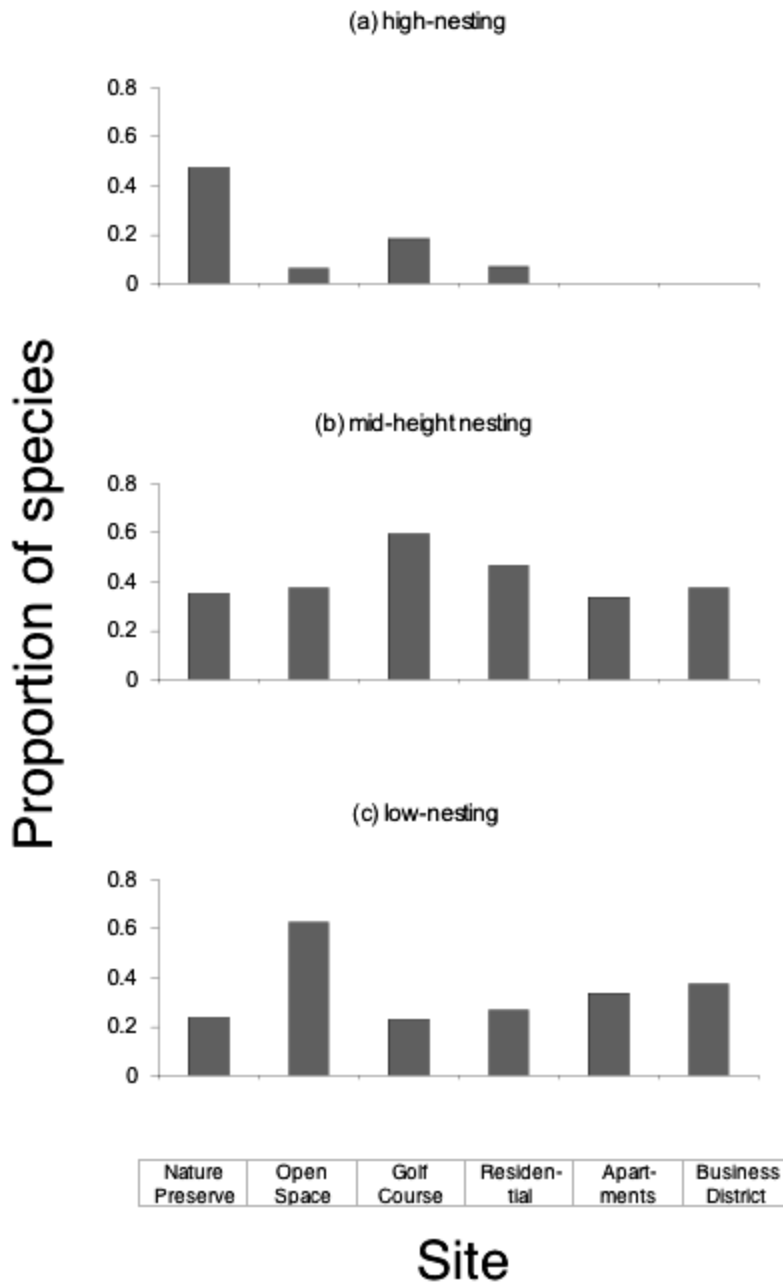 (a) high-nesting
0.8
0.6
0.4
0.2
0
Proportion of species
(b) mid-height nesting
0.8
0.6
0.4
0.2
0
(c) low-nesting
0.8
0.6
0.4
0.2
0
Nature Preserve
Open Space
Golf Course
Residen-
tial
Apart-
ments
Business District
Site